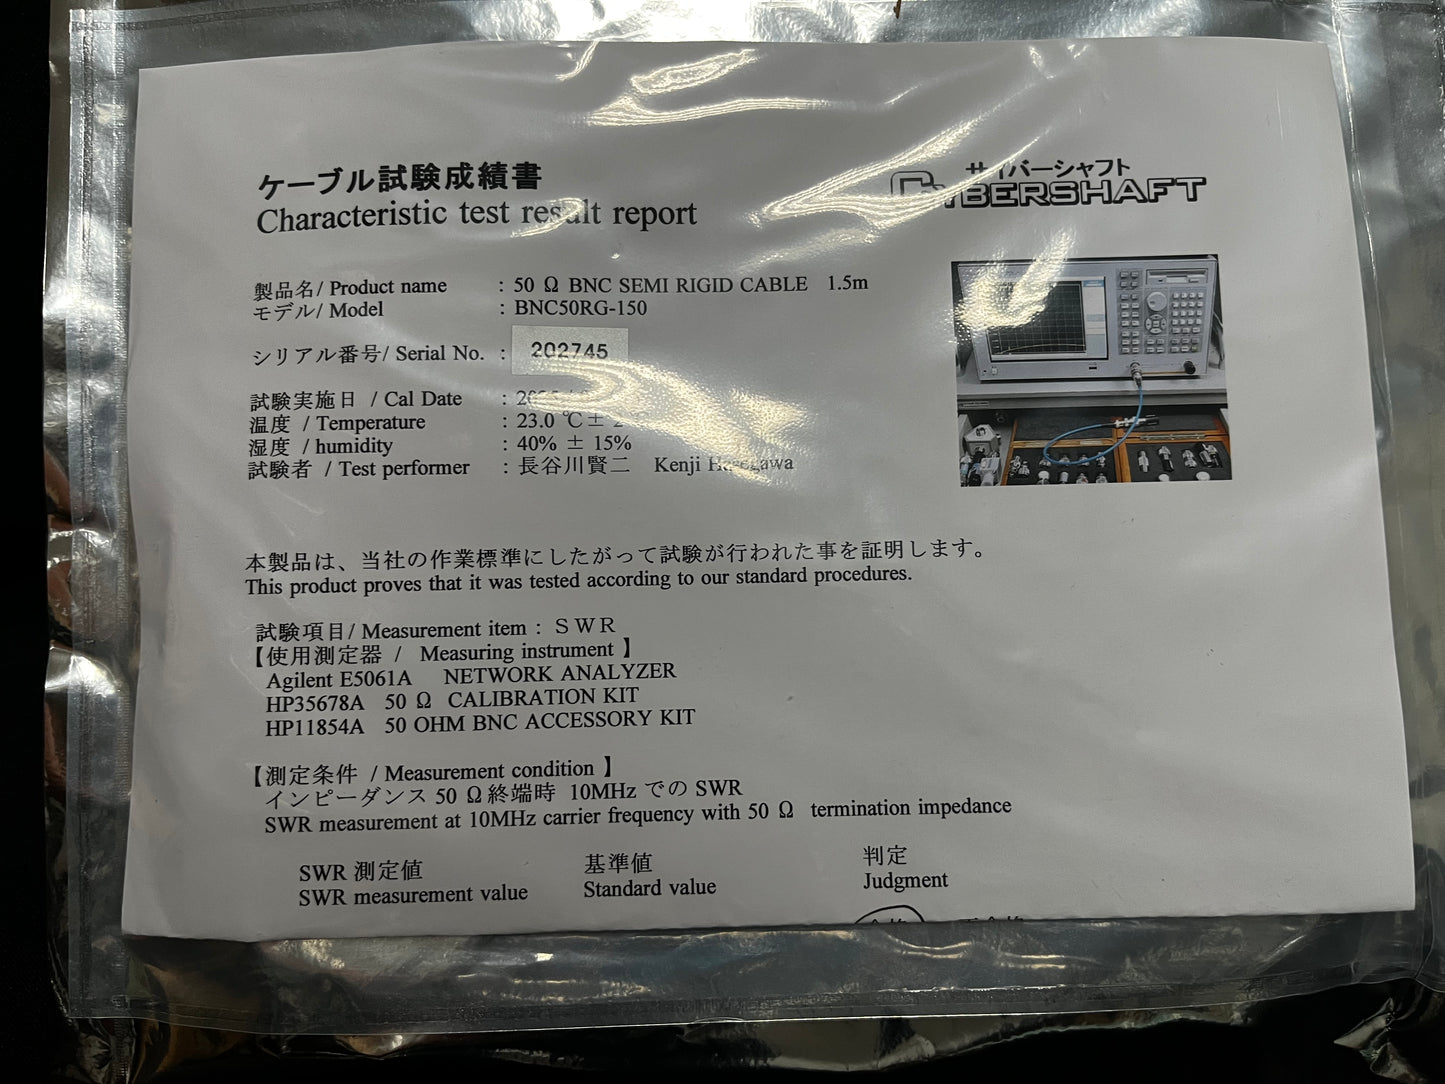 ケーブル試験成績書
Characteristic test result report
サイバーシャフト
CYBERSHAFT
製品名/ Product name : 50 Ω BNC SEMI RIGID CABLE 1.5m
モデル/ Model : BNC50RG-150
シリアル番号/ Serial No. : 202745
試験実施日 / Cal Date :
温度 / Temperature : 23.0 ℃ ± 2
湿度 / humidity : 40% ± 15%
試験者 / Test performer : 長谷川賢二 Kenji Hasegawa
本製品は、当社の作業標準にしたがって試験が行われた事を証明します。
This product proves that it was tested according to our standard procedures.
試験項目/ Measurement item : ＳＷＲ
【使用測定器 / Measuring instrument 】
Agilent E5061A NETWORK ANALYZER
HP35678A 50 Ω CALIBRATION KIT
HP11854A 50 OHM BNC ACCESSORY KIT
【測定条件 / Measurement condition 】
インピーダンス 50 Ω終端時 10MHz での SWR
SWR measurement at 10MHz carrier frequency with 50 Ω termination impedance
SWR 測定値 基準値 判定
SWR measurement value Standard value Judgment